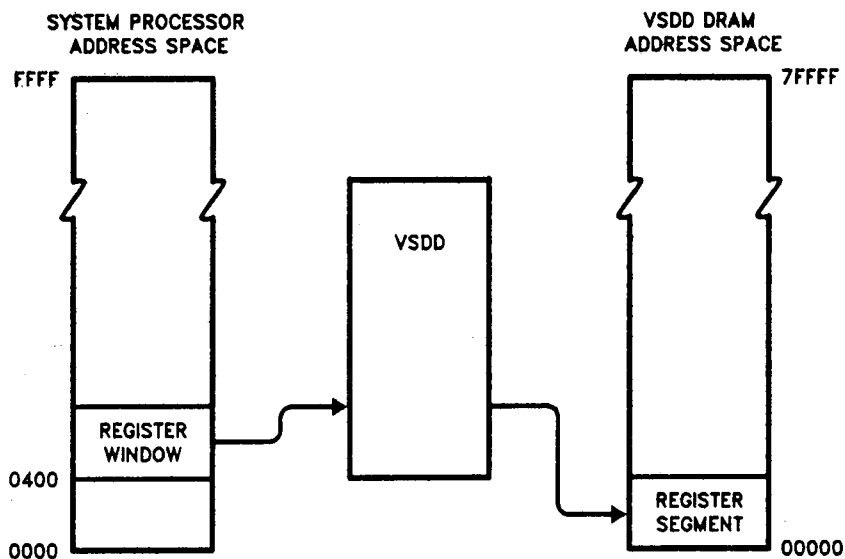 SYSTEM PROCESSOR
ADDRESS SPACE
VSDD DRAM
ADDRESS SPACE
FFFF
7FFFF
VSDD
REGISTER
WINDOW
0400
REGISTER
SEGMENT
0000
00000